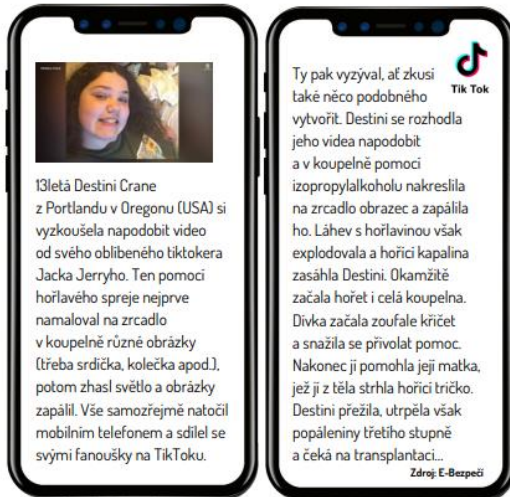 13letá Destini Crane
z Portlandu v Oregonu (USA) si
vyzkoušela napodobit video
od svého oblíbeného tiktokera
Jacka Jerryho. Ten pomocí
hořlavého spreje nejprve
namaloval na zrcadlo
v koupelně různé obrázky
(třeba srdíčka, kolečka apod.),
potom zhasl světlo a obrázky
zapálil. Vše samozřejmě natočil
mobilním telefonem a sdílel se
svými fanoušky na TikToku.
Tik Tok
Ty pak vyzýval, ať zkusí
také něco podobného
vytvořit. Destini se rozhodla
jeho videa napodobit
a v koupelně pomocí
izopropylalkoholu nakreslila
na zrcadlo obrazec a zapálila
ho. Láhev s hořlavinou však
explodovala a hořící kapalina
zasáhla Destini. Okamžitě
začala hořet i celá koupelna.
Dívka začala zoufale křičet
a snažila se přivolat pomoc.
Nakonec jí pomohla její matka,
jež jí z těla strhla hořící tričko.
Destini přežila, utrpěla však
popáleniny třetího stupně
a čeká na transplantaci...
Zdroj: E-Bezpečí